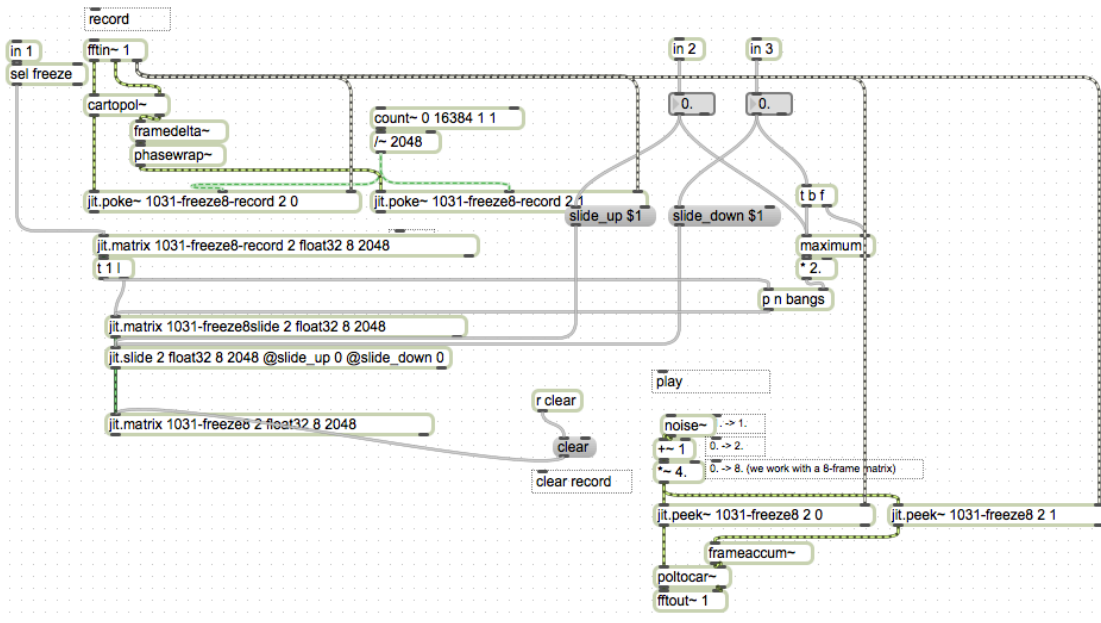 record
in 1
fftin~ 1
in 2
in 3
sel freeze
cartopol~
0.
0.
count~ 0 16384 1 1
framedelta~
/~ 2048
phasewrap~
t b f
jit.poke~ 1031-freeze8-record 2 0
jit.poke~ 1031-freeze8-record 2 1
slide_up $1
slide_down $1
jit.matrix 1031-freeze8-record 2 float32 8 2048
maximum
t 1 l
* 2.
p n bangs
jit.matrix 1031-freeze8slide 2 float32 8 2048
jit.slide 2 float32 8 2048 @slide_up 0 @slide_down 0
play
r clear
jit.matrix 1031-freeze8 2 float32 8 2048
noise~
. -> 1.
clear
+~ 1
0. -> 2.
*~ 4.
0. -> 8. (we work with a 8-frame matrix)
clear record
jit.peek~ 1031-freeze8 2 0
jit.peek~ 1031-freeze8 2 1
frameaccum~
poltocar~
fftout~ 1